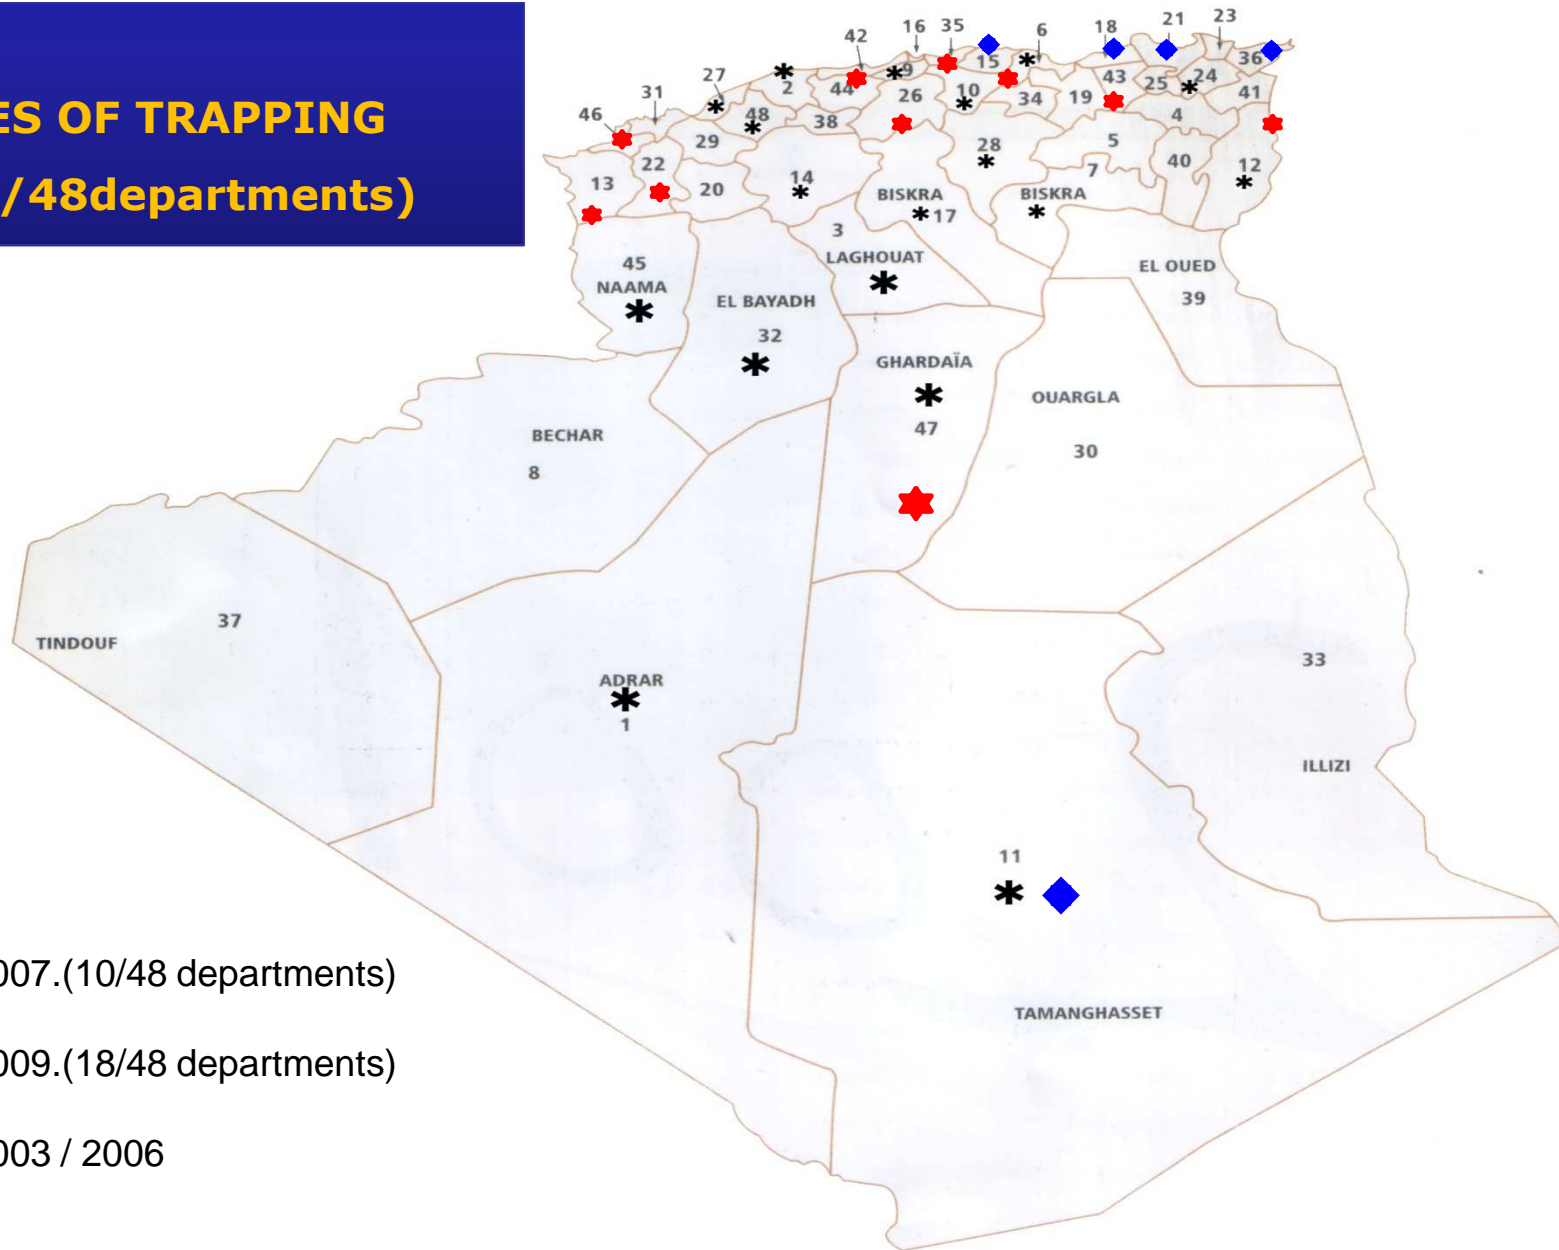 ES OF TRAPPING
/48departments)
16 35 6 18 21 23
42 9 15 36
27 2 44 26 10 34 19 43 25 24 41
46 31 48 38 4
29 28 5
13 22 20 14 7 40 12
BISKRA 17 BISKRA
3
LAGHOUAT
45
NAAMA
EL BAYADH
32
EL OUED
39
GHARDAÏA
47
OUARGLA
30
BECHAR
8
37
TINDOUF
ADRAR
1
33
ILLIZI
11
TAMANGHASSET
007.(10/48 departments)
009.(18/48 departments)
003 / 2006